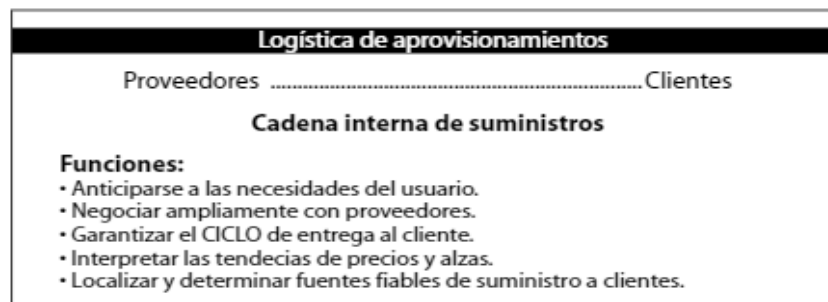 Logística de aprovisionamientos
Proveedores ......................................................................Clientes
Cadena interna de suministros
Funciones:
• Anticiparse a las necesidades del usuario.
• Negociar ampliamente con proveedores.
• Garantizar el CICLO de entrega al cliente.
• Interpretar las tendecias de precios y alzas.
• Localizar y determinar fuentes fiables de suministro a clientes.